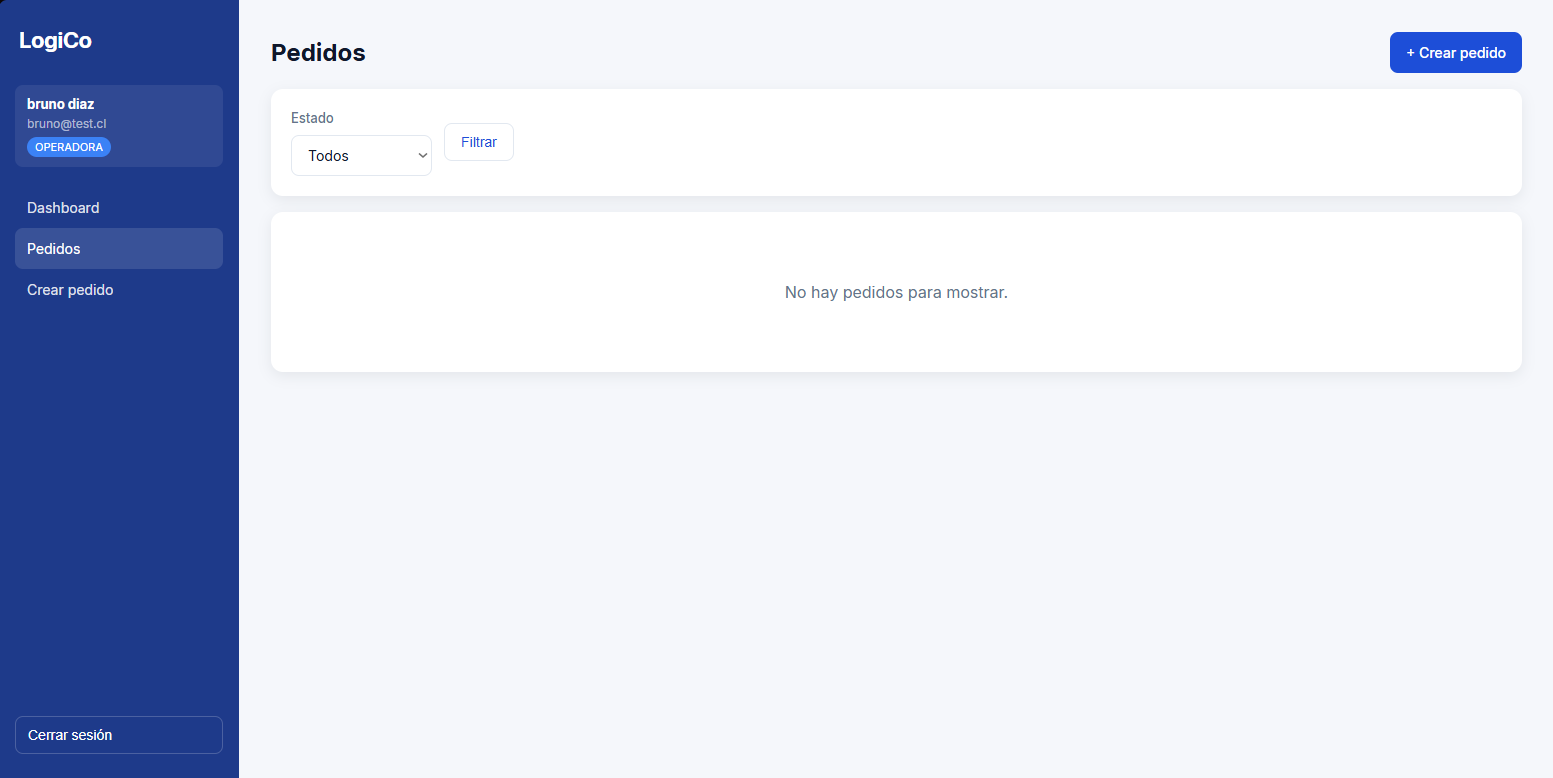 LogiCo
bruno diaz
bruno@test.cl
OPERADORA
Dashboard
Pedidos
Crear pedido
Cerrar sesión
Pedidos
+ Crear pedido
Estado
Todos
Filtrar
No hay pedidos para mostrar.